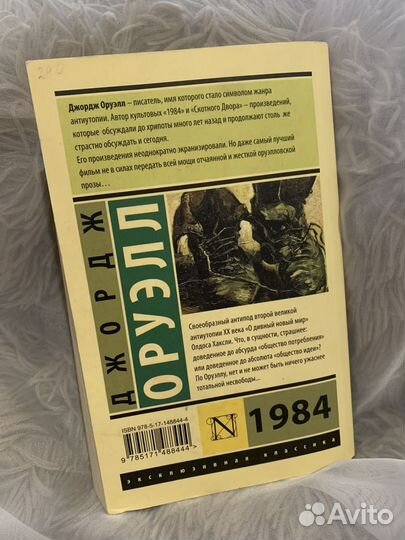 290
Джордж Оруэлл – писатель, имя которого стало символом жанра
антиутопии. Автор культовых «1984» и «Скотного Двора» – произведений,
которые обсуждали до хрипоты много лет назад и продолжают столь же
страстно обсуждать и сегодня.
Его произведения неоднократно экранизировали. Но даже самый лучший
фильм не в силах передать всей мощи отчаянной и жесткой оруэлловской
прозы…
ДЖОРДЖ
ОРУЭЛЛ
Своеобразный антипод второй великой
антиутопии XX века «О дивный новый мир»
Олдоса Хаксли. Что, в сущности, страшнее:
доведенное до абсурда «общество потребления»
или доведенное до абсолюта «общество идеи»?
По Оруэллу, нет и не может быть ничего ужаснее
тотальной несвободы...
ISBN 978-5-17-148844-4
9 785171 488444 >
N
1984
эксклюзивная классика
Avito